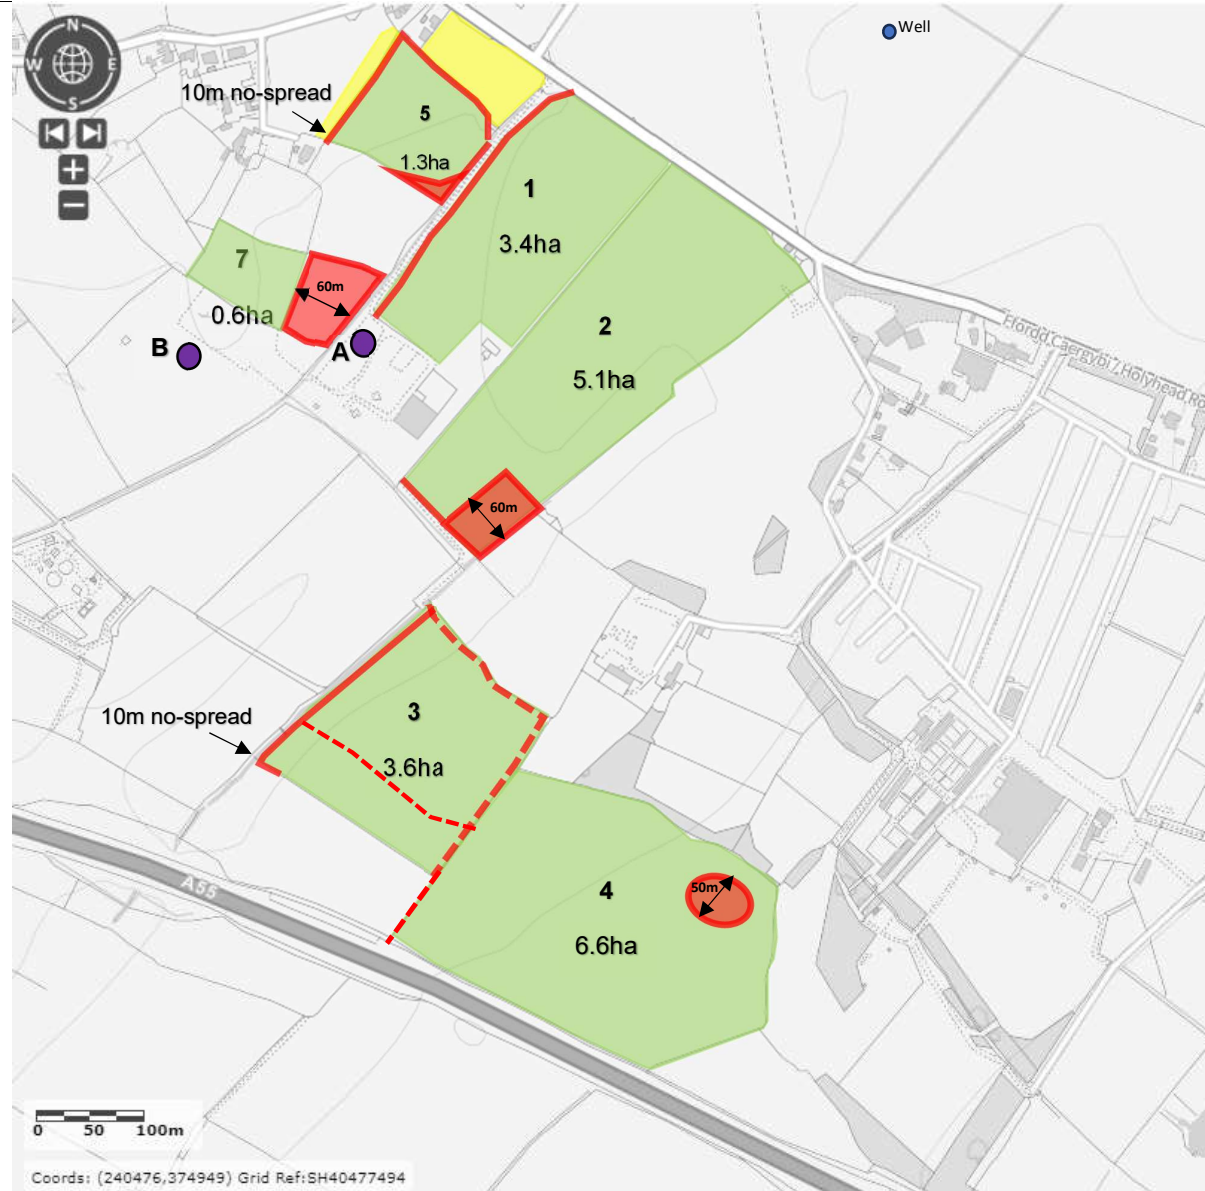 N
W
E
S
Well
10m no-spread
5
1.3ha
1
3.4ha
7
0.6ha
60m
B
A
2
5.1ha
Ffordd Caergybi / Holyhead Ro
60m
3
3.6ha
10m no-spread
4
6.6ha
50m
A55
0 50 100m
Coords: (240476,374949) Grid Ref:SH40477494